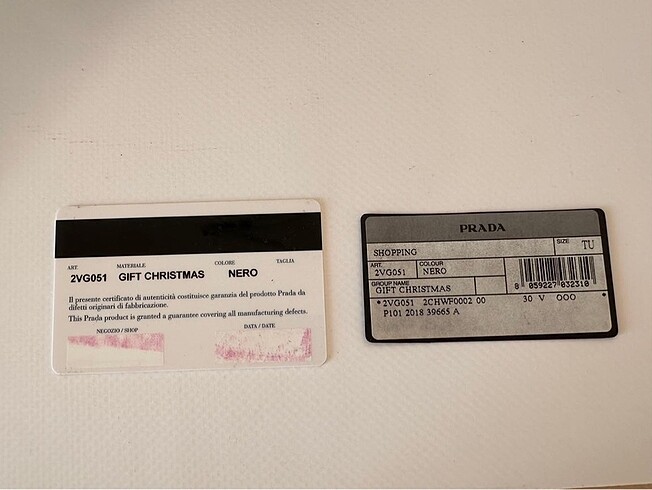 ART. MATERIALE COLORE TAGLIA
2VG051 GIFT CHRISTMAS NERO
Il presente certificato di autenticità costituisce garanzia del prodotto Prada da
difetti originari di fabbricazione.
This Prada product is granted a guarantee covering all manufacturing defects.
NEGOZIO / SHOP DATA / DATE
PRADA
SHOPPING SIZE TU
ART. COLOUR
2VG051 NERO
GROUP NAME
GIFT CHRISTMAS
8 059227 032310
*2VG051 2CHWF0002 00 30 V OOO
P101 2018 39665 A